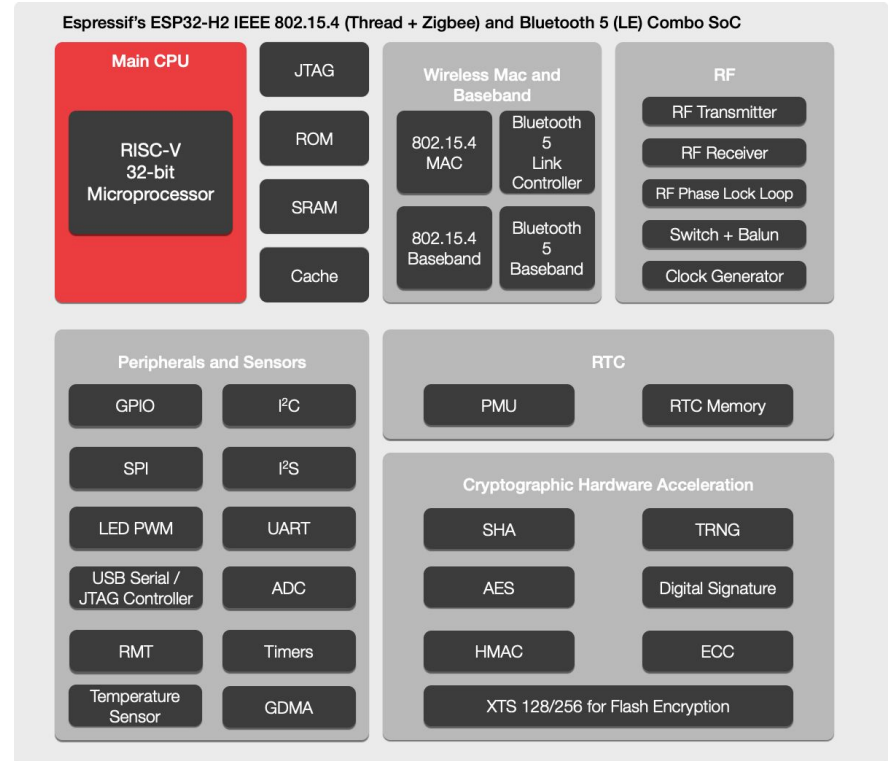 Espressif's ESP32-H2 IEEE 802.15.4 (Thread + Zigbee) and Bluetooth 5 (LE) Combo SoC
Main CPU
RISC-V
32-bit
Microprocessor
JTAG
ROM
SRAM
Cache
Wireless Mac and
Baseband
802.15.4
MAC
Bluetooth
5
Link
Controller
802.15.4
Baseband
Bluetooth
5
Baseband
RF
RF Transmitter
RF Receiver
RF Phase Lock Loop
Switch + Balun
Clock Generator
Peripherals and Sensors
GPIO
I²C
SPI
I²S
LED PWM
UART
USB Serial /
JTAG Controller
ADC
RMT
Timers
Temperature
Sensor
GDMA
RTC
PMU
RTC Memory
Cryptographic Hardware Acceleration
SHA
TRNG
AES
Digital Signature
HMAC
ECC
XTS 128/256 for Flash Encryption